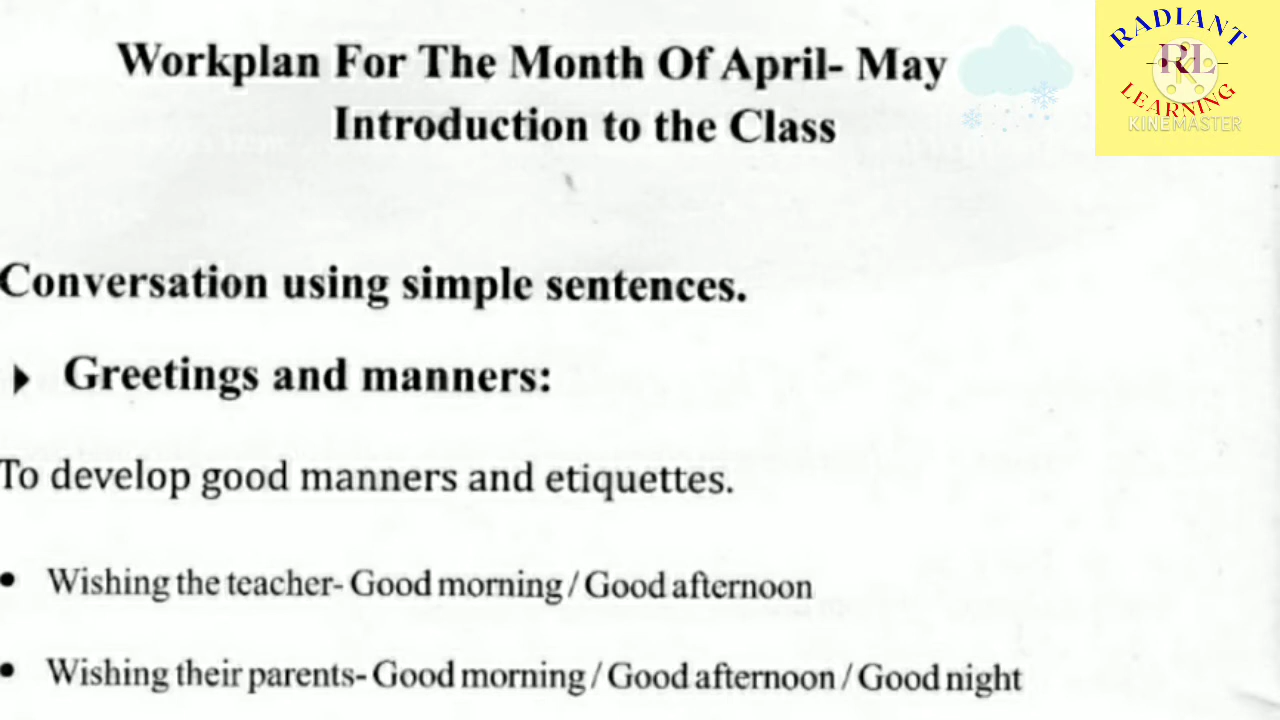 Workplan For The Month Of April- May
Introduction to the Class
RADIANT
RL
LEARNING
KINEMASTER
Conversation using simple sentences.
Greetings and manners:
To develop good manners and etiquettes.
• Wishing the teacher- Good morning / Good afternoon
• Wishing their parents- Good morning / Good afternoon / Good night